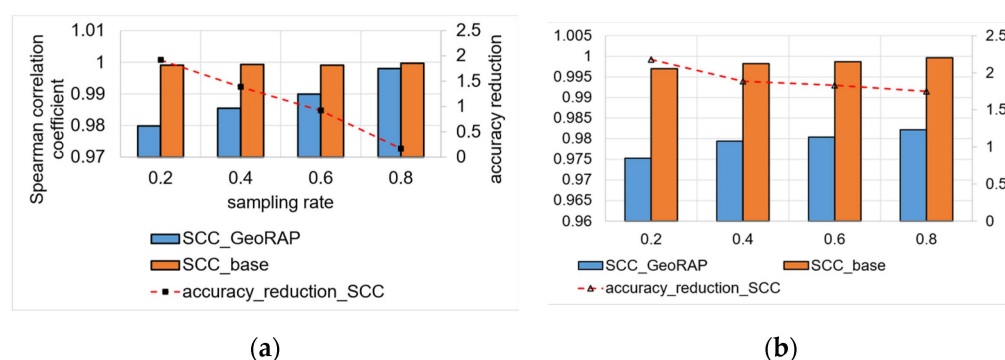 1.01
1
0.99
0.98
0.97
Spearman correlation
coefficient
2.5
2
1.5
1
0.5
0
accuracy reduction
0.2 0.4 0.6 0.8
sampling rate
SCC_GeoRAP
SCC_base
accuracy_reduction_SCC
(a)
1.005
1
0.995
0.99
0.985
0.98
0.975
0.97
0.965
0.96
2.5
2
1.5
1
0.5
0
0.2 0.4 0.6 0.8
SCC_GeoRAP SCC_base
accuracy_reduction_SCC
(b)